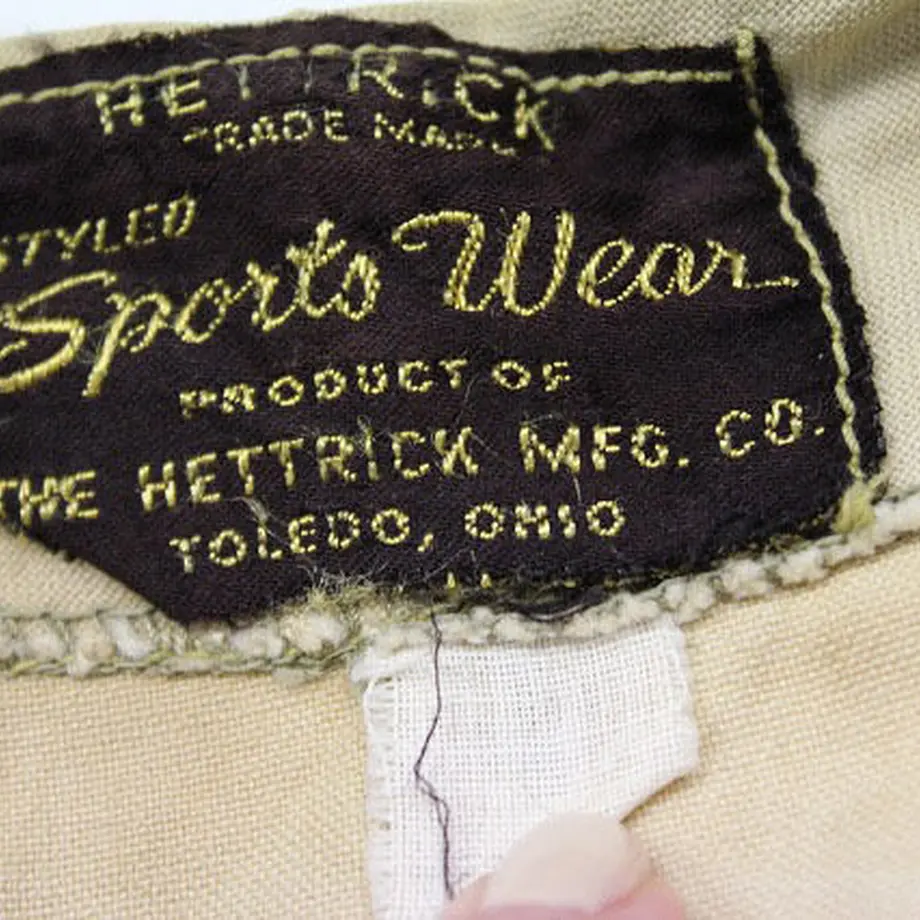 HETTRICK
TRADE MARK
STYLED
Sports Wear
PRODUCT OF
THE HETTRICK MFG. CO.
TOLEDO, OHIO